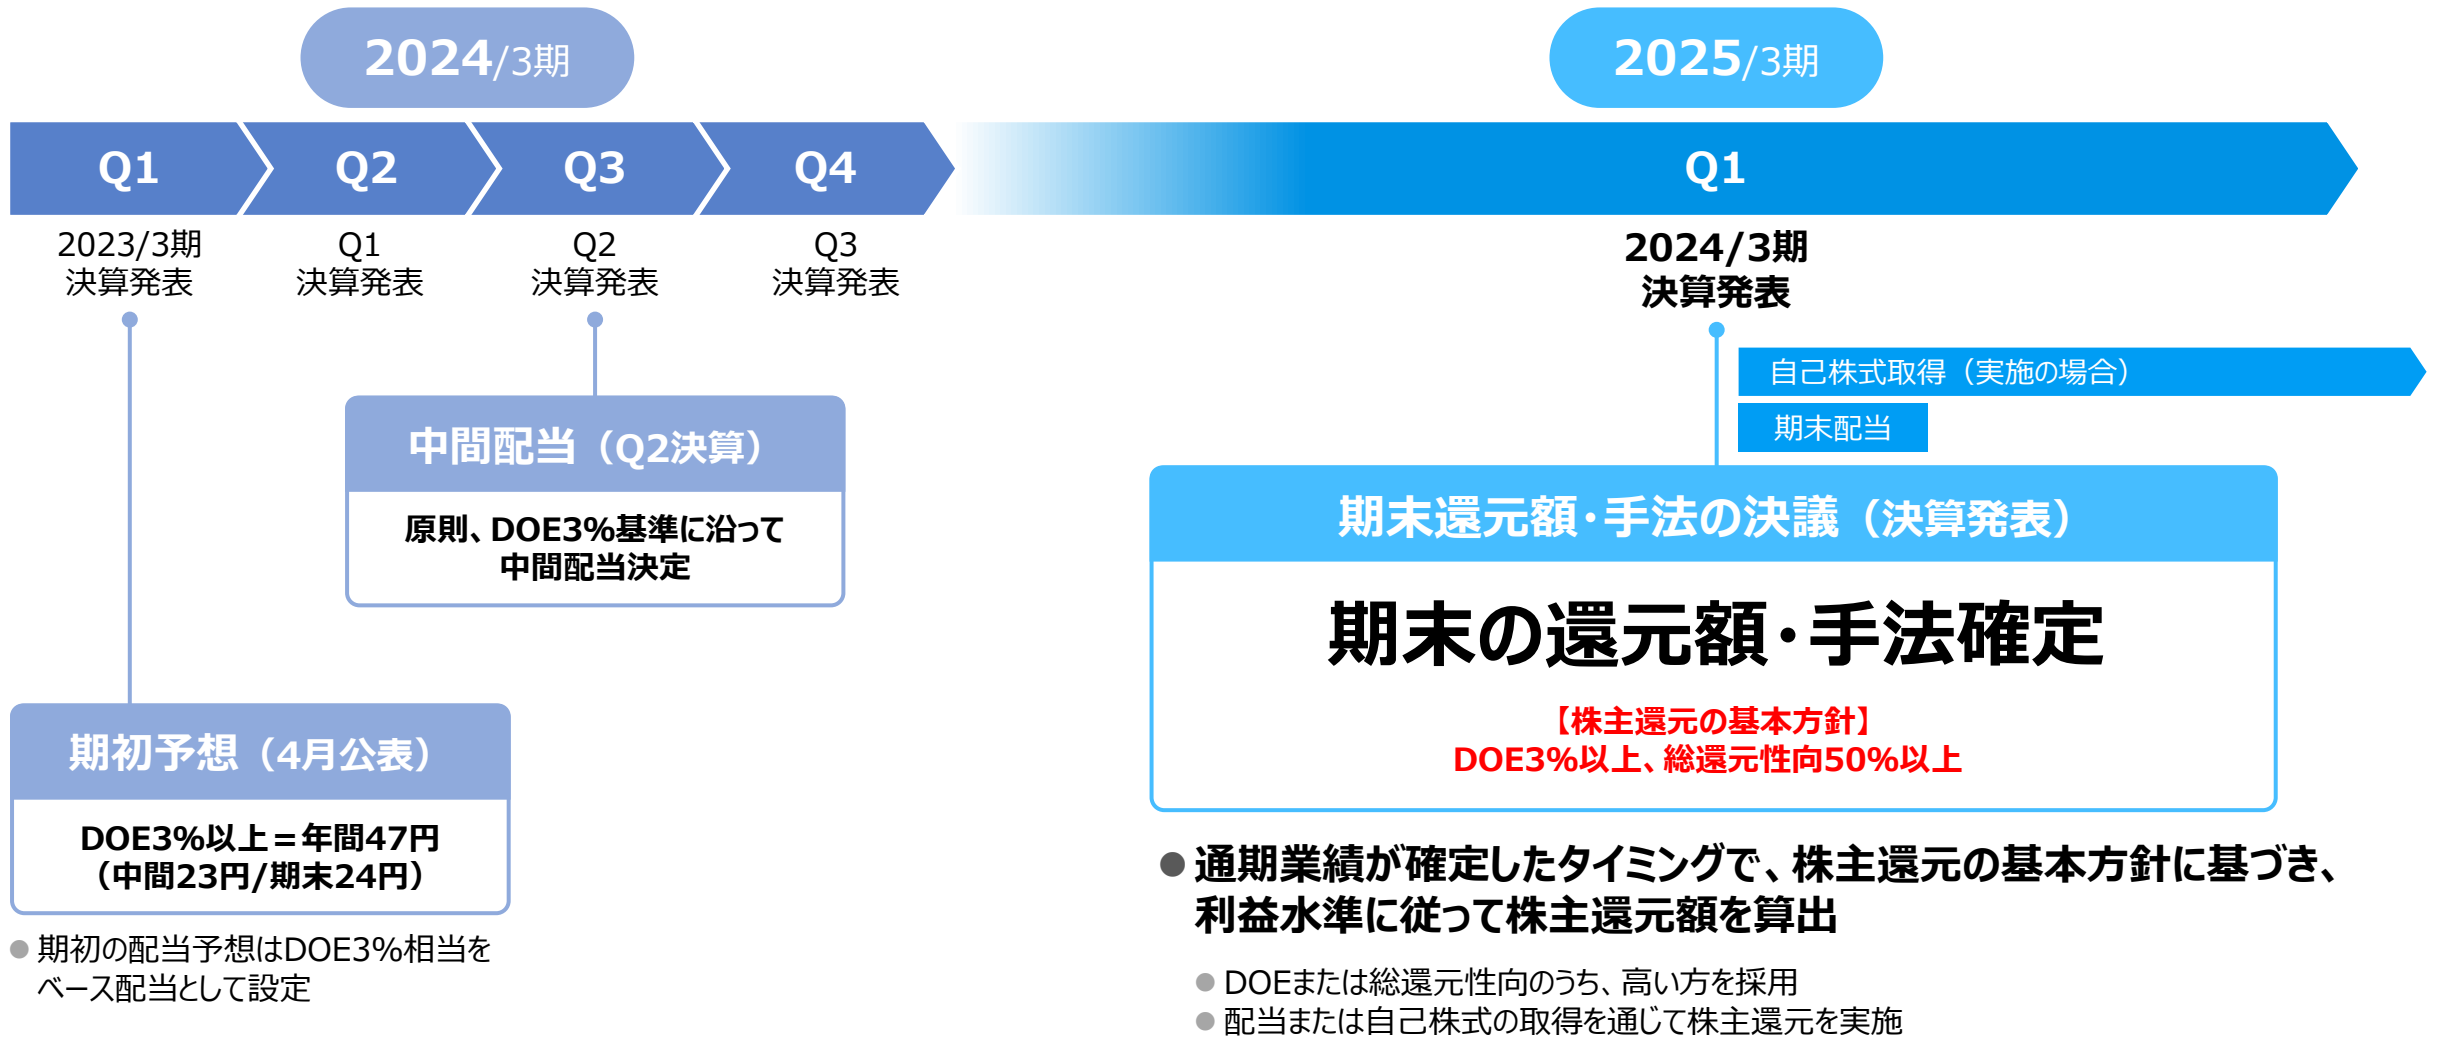 2024/3期
2025/3期
Q1
Q2
Q3
Q4
Q1
2023/3期
決算発表
Q1
決算発表
Q2
決算発表
Q3
決算発表
2024/3期
決算発表
自己株式取得（実施の場合）
期末配当
中間配当（Q2決算）
原則、DOE3%基準に沿って
中間配当決定
期末還元額・手法の決議（決算発表）
期末の還元額・手法確定
【株主還元の基本方針】
DOE3%以上、総還元性向50%以上
期初予想（4月公表）
DOE3%以上＝年間47円
（中間23円/期末24円）
● 期初の配当予想はDOE3%相当を
ベース配当として設定
● 通期業績が確定したタイミングで、株主還元の基本方針に基づき、
利益水準に従って株主還元額を算出
● DOEまたは総還元性向のうち、高い方を採用
● 配当または自己株式の取得を通じて株主還元を実施